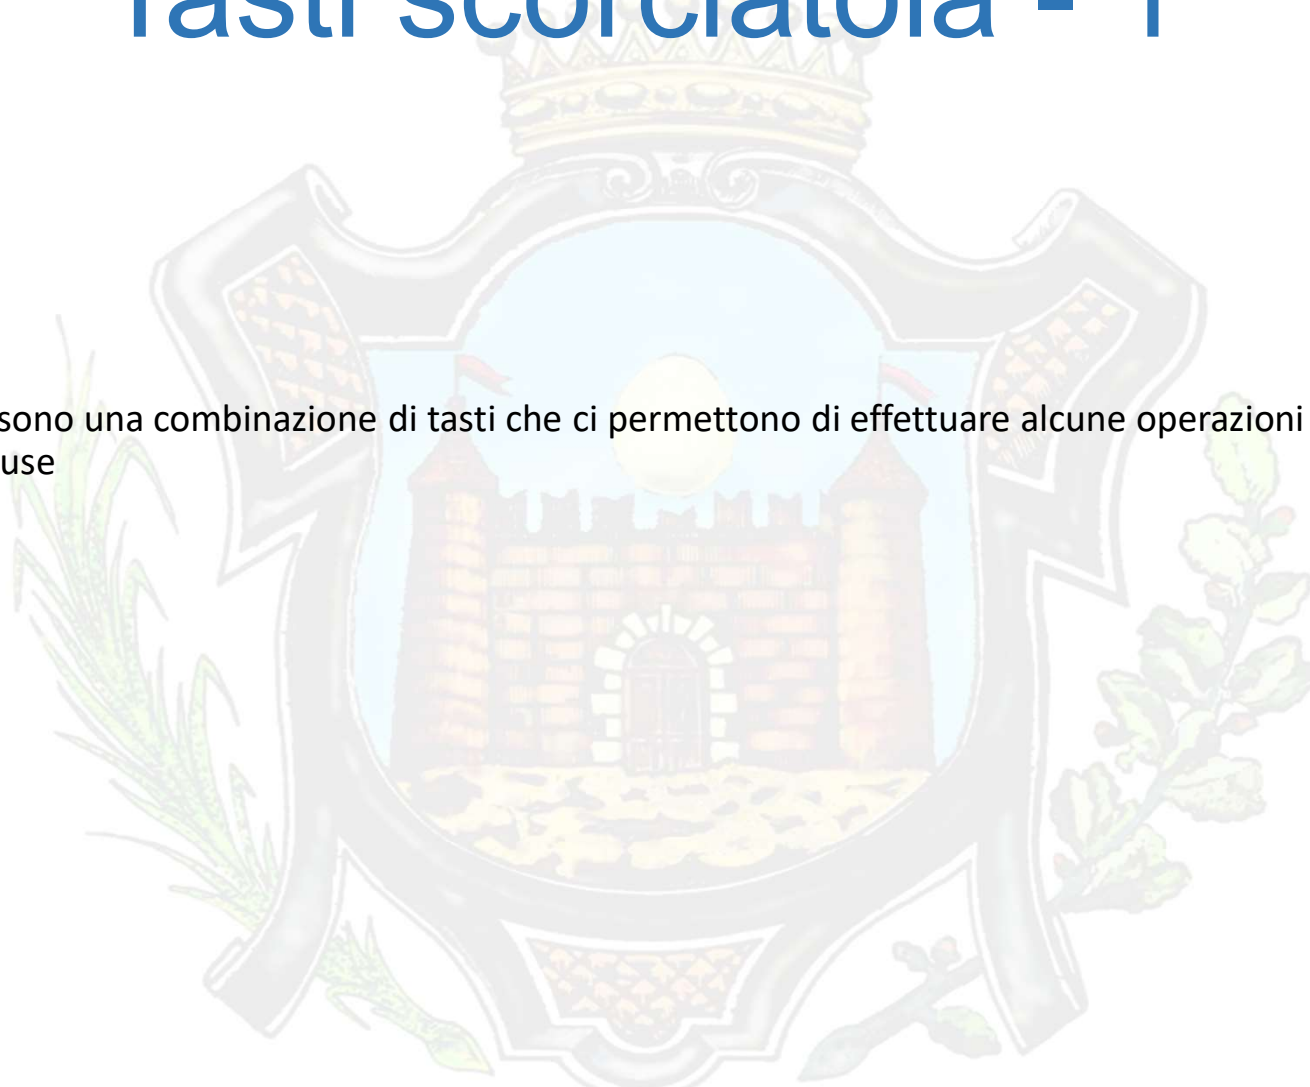 Tasti scorciatoia - 1
sono una combinazione di tasti che ci permettono di effettuare alcune operazioni
use